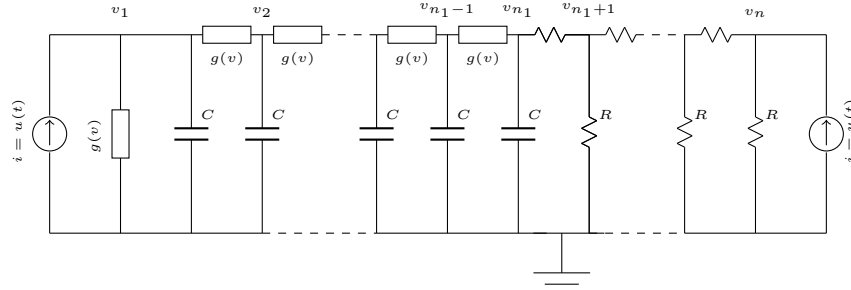 v₁ v₂ vₙ₁₋₁ vₙ₁ vₙ₁₊₁ vₙ
g(v) g(v) g(v) g(v)
i = u(t) g(v) C C C C C R R R i = u(t)